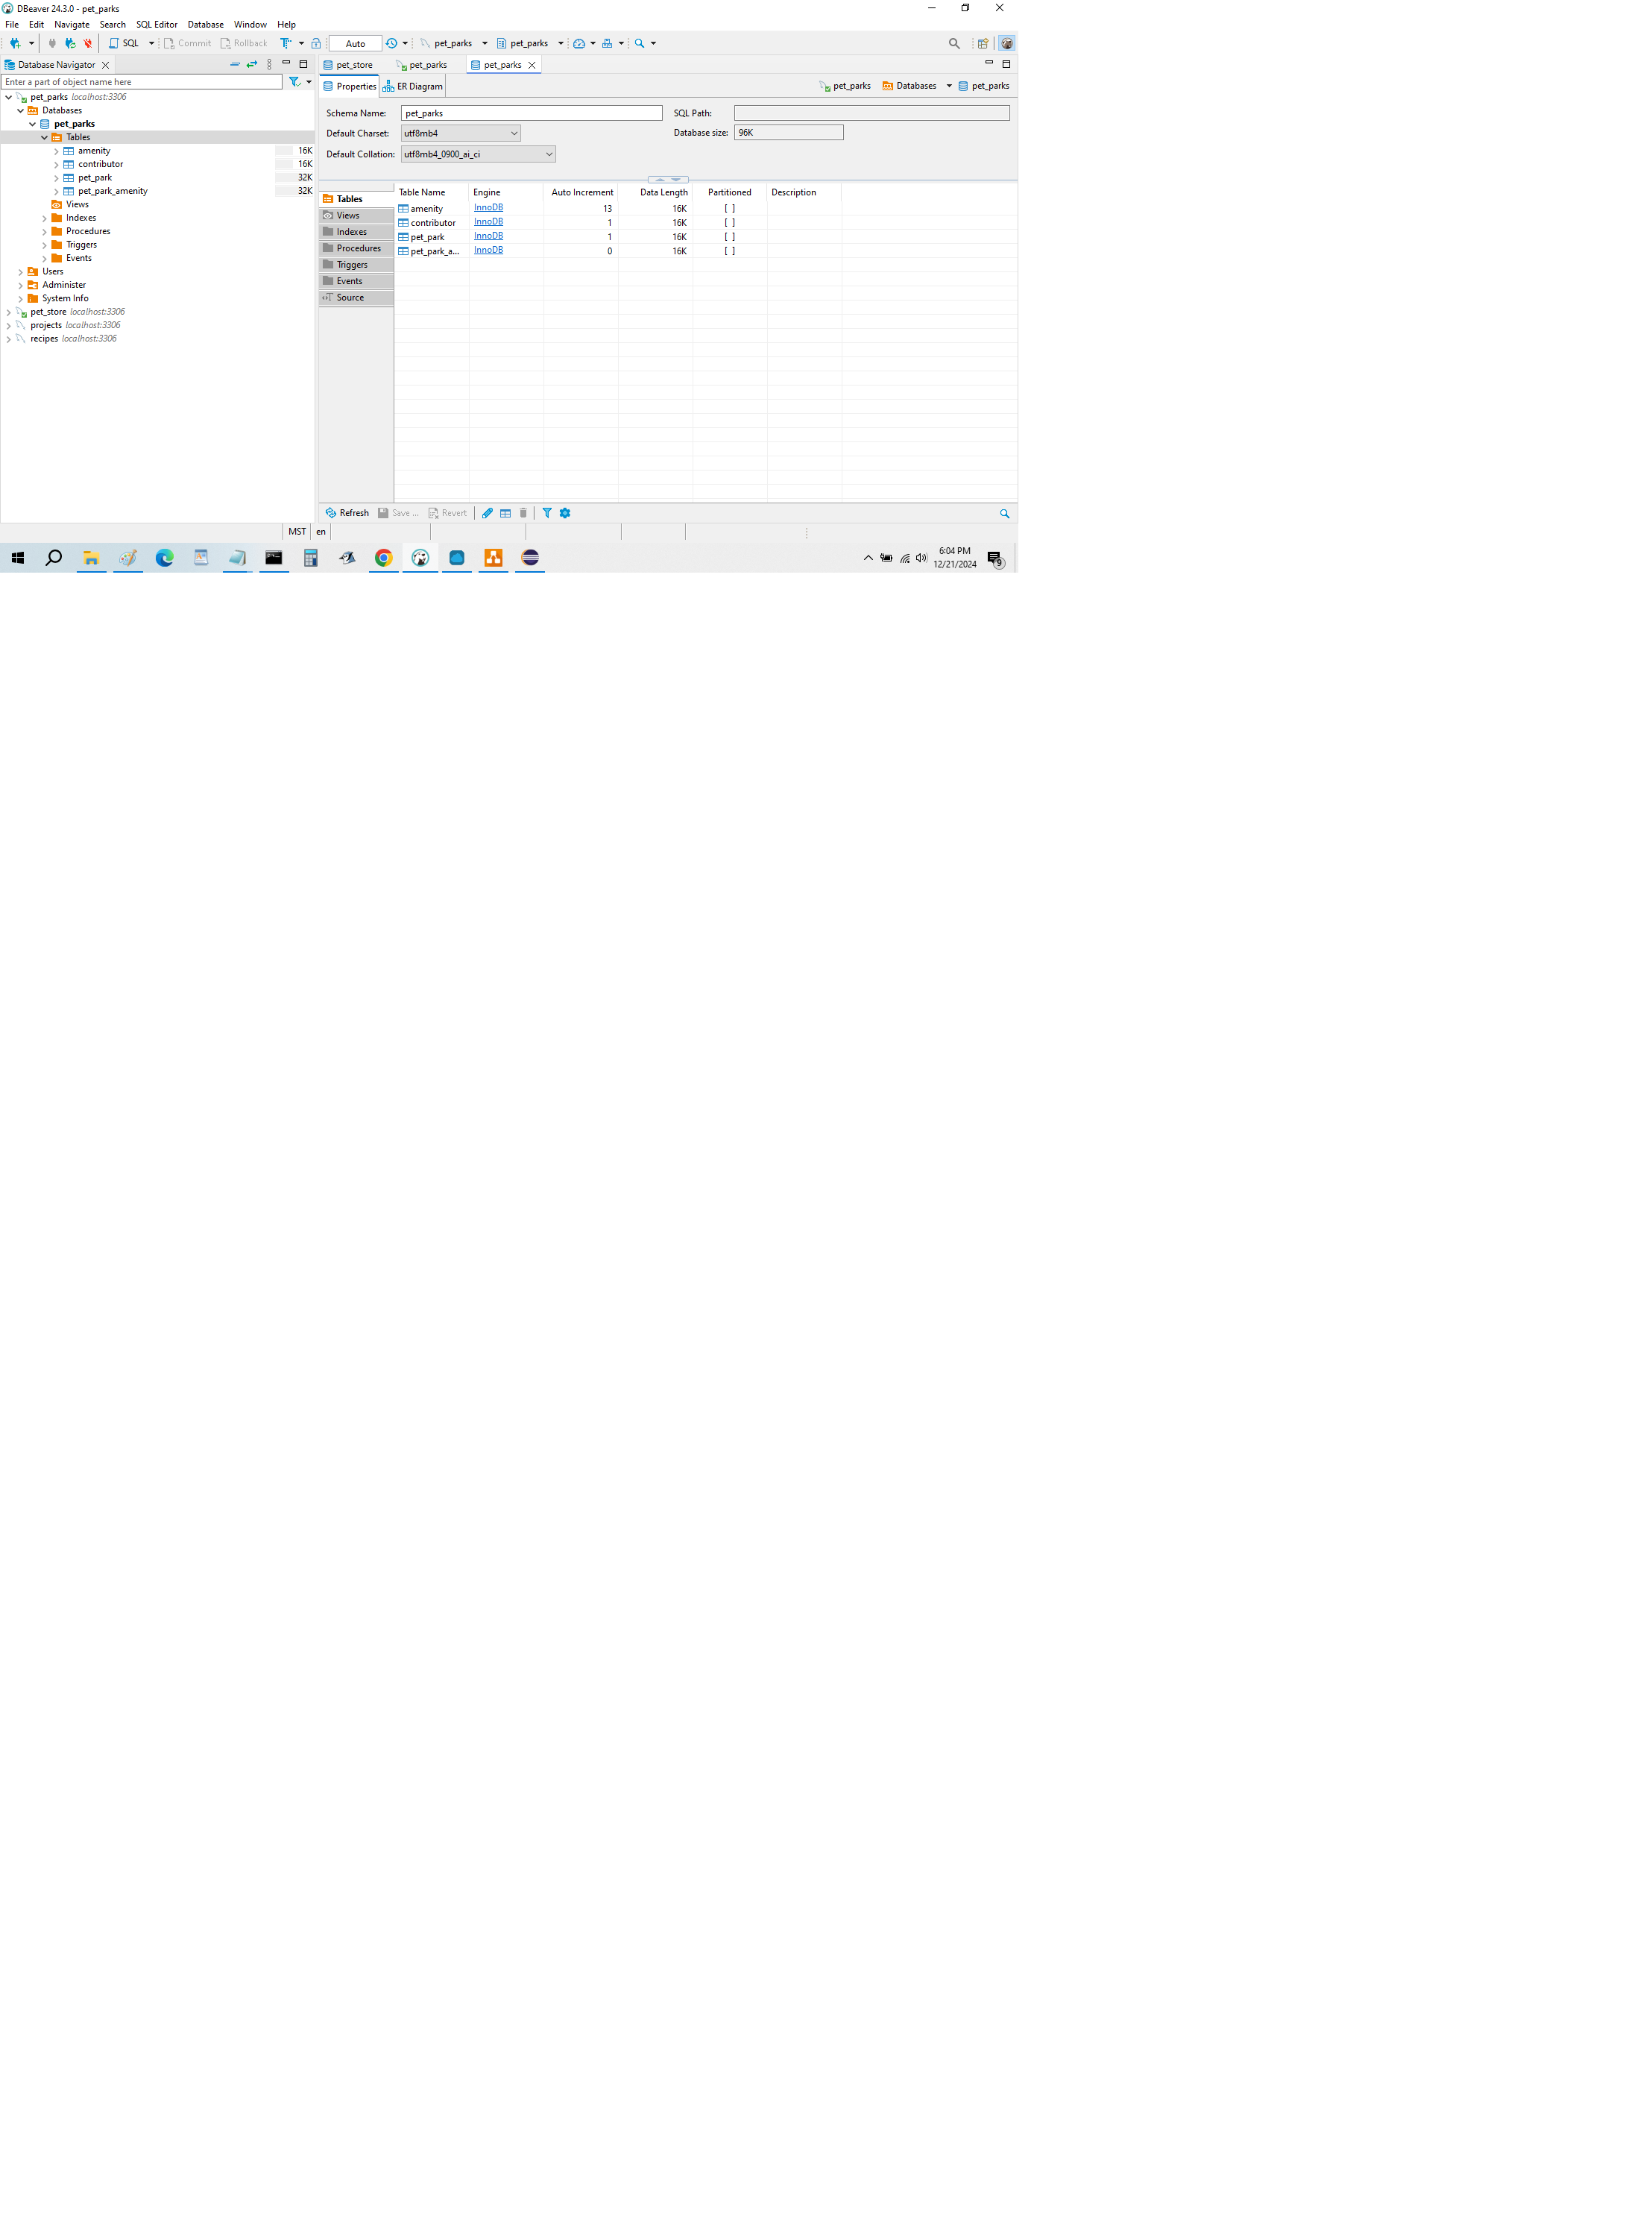 DBeaver 24.3.0 - pet_parks
File Edit Navigate Search SQL Editor Database Window Help
SQL Commit Rollback Auto pet_parks pet_parks
Database Navigator
Enter a part of object name here
pet_parks localhost:3306
Databases
pet_parks
Tables
amenity 16K
contributor 16K
pet_park 32K
pet_park_amenity 32K
Views
Indexes
Procedures
Triggers
Events
Users
Administer
System Info
pet_store localhost:3306
projects localhost:3306
recipes localhost:3306
pet_store pet_parks pet_parks
Properties ER Diagram pet_parks Databases pet_parks
Schema Name: pet_parks SQL Path:
Default Charset: utf8mb4 Database size: 96K
Default Collation: utf8mb4_0900_ai_ci
Tables
Views
Indexes
Procedures
Triggers
Events
Source
Table Name Engine Auto Increment Data Length Partitioned Description
amenity InnoDB 13 16K [ ]
contributor InnoDB 1 16K [ ]
pet_park InnoDB 1 16K [ ]
pet_park_a... InnoDB 0 16K [ ]
Refresh Save ... Revert
MST en
6:04 PM
12/21/2024
9